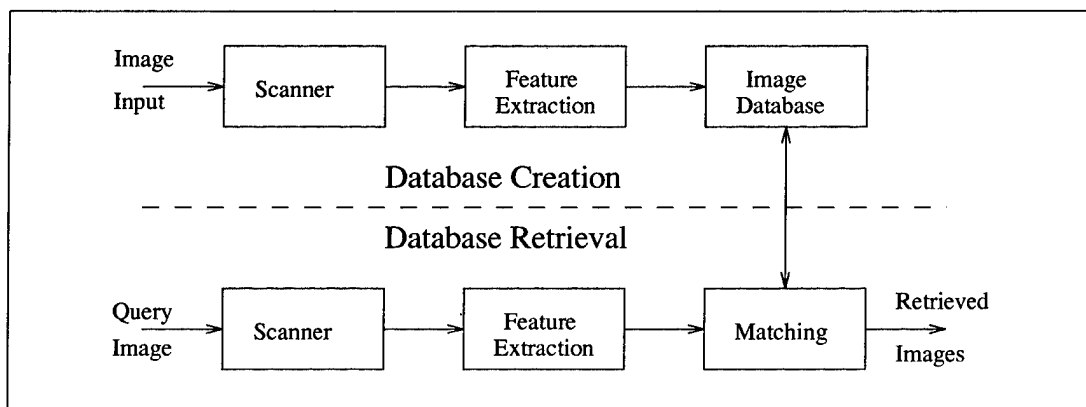 Image
Input
Scanner
Feature
Extraction
Image
Database
Database Creation
Database Retrieval
Query
Image
Scanner
Feature
Extraction
Matching
Retrieved
Images